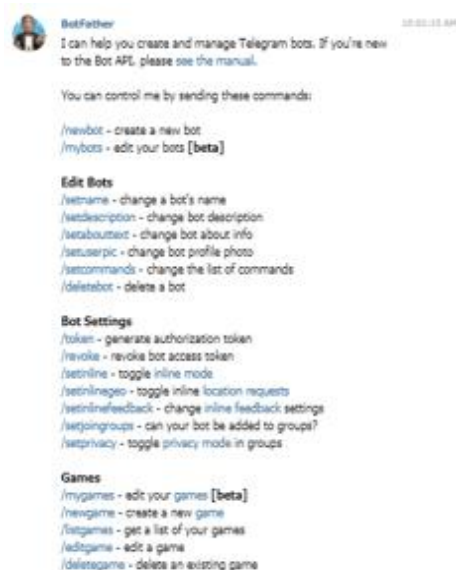 BotFather
I can help you create and manage Telegram bots. If you're new
to the Bot API, please see the manual.
You can control me by sending these commands:
/newbot - create a new bot
/mybots - edit your bots [beta]
Edit Bots
/setname - change a bot's name
/setdescription - change bot description
/setabouttext - change bot about info
/setuserpic - change bot profile photo
/setcommands - change the list of commands
/deletebot - delete a bot
Bot Settings
/token - generate authorization token
/revoke - revoke bot access token
/setinline - toggle inline mode
/setinlinegeo - toggle inline location requests
/setinlinefeedback - change inline feedback settings
/setjoingroups - can your bot be added to groups?
/setprivacy - toggle privacy mode in groups
Games
/mygames - edit your games [beta]
/newgame - create a new game
/listgames - get a list of your games
/editgame - edit a game
/deletegame - delete an existing game